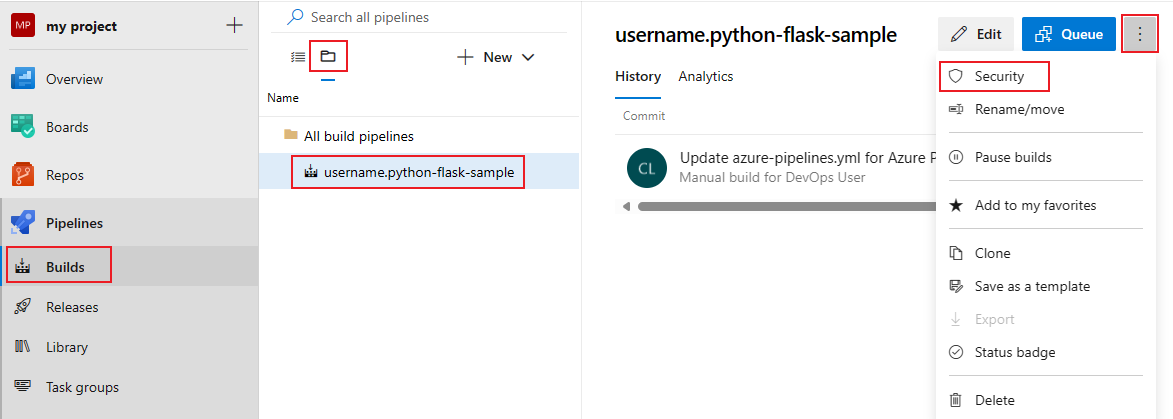 MP my project
Overview
Boards
Repos
Pipelines
Builds
Releases
Library
Task groups
Search all pipelines
New
Name
All build pipelines
username.python-flask-sample
username.python-flask-sample
Edit
Queue
History Analytics
Commit
CL
Update azure-pipelines.yml for Azure P
Manual build for DevOps User
Security
Rename/move
Pause builds
Add to my favorites
Clone
Save as a template
Export
Status badge
Delete